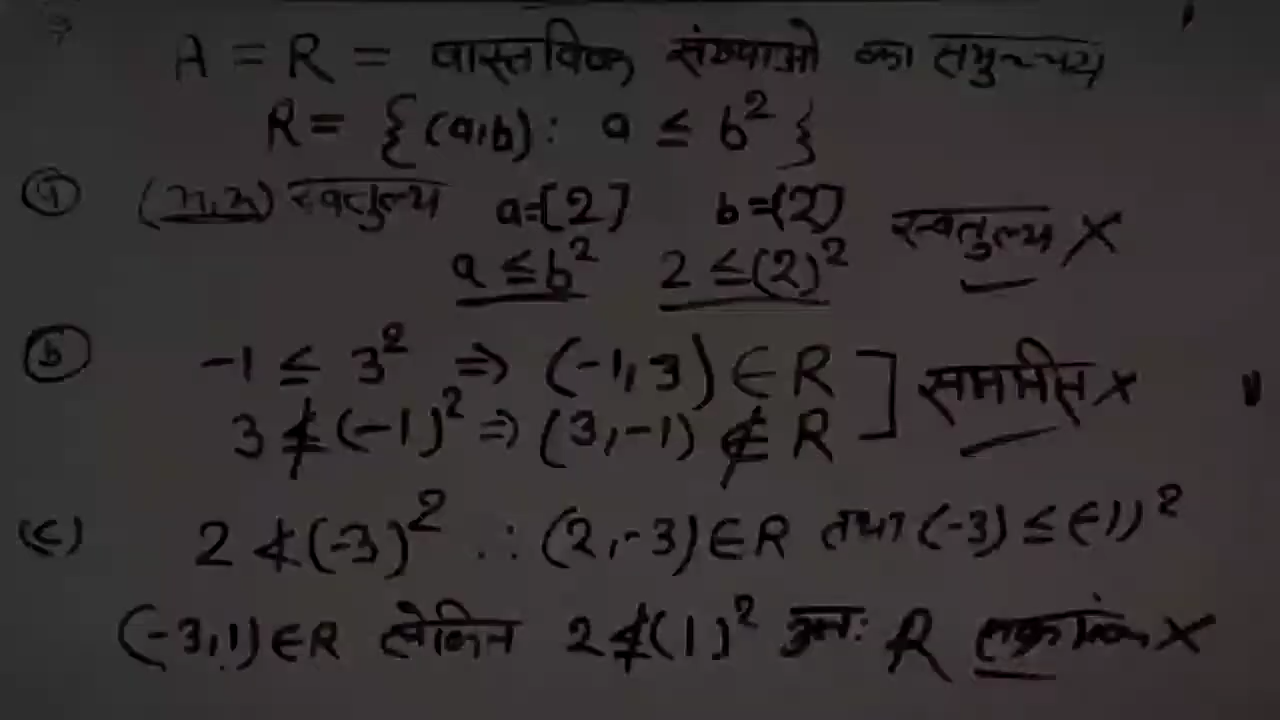 A = R = वास्तविक संख्याओ का समुच्चय
R = {(a,b): a ≤ b²}
(a) (x,x) स्वतुल्य a=[2] b=[2] स्वतुल्य ×
a ≤ b² 2 ≤ (2)²
(b) -1 ≤ 3² ⇒ (-1,3) ∈ R ] सममित ×
3 ≰ (-1)² ⇒ (3,-1) ∉ R
(c) 2 ≮ (-3)² ∴ (2,-3) ∈ R तथा (-3) ≤ (-1)²
(-3,1) ∈ R लेकिन 2 ≰ (1)² अतः R संक्रामक ×